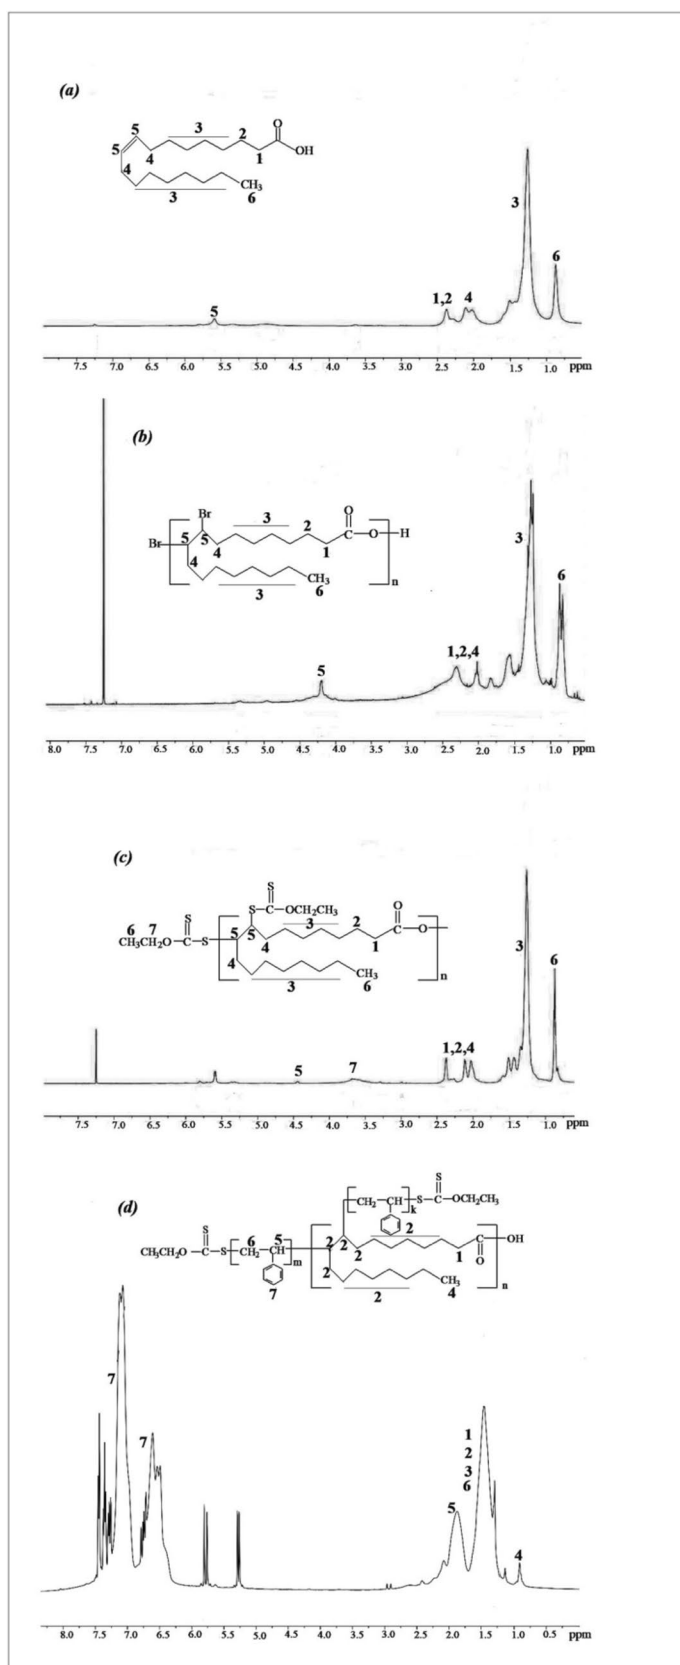 (a)
O
5
3
2
5
4
1
OH
4
CH₃
3
6
3
6
1,2
4
5
7.5 7.0 6.5 6.0 5.5 5.0 4.5 4.0 3.5 3.0 2.5 2.0 1.5 1.0 ppm
(b)
Br
O
3
2
C
Br
5
5
O
H
4
1
4
CH₃
3
6
n
3
6
1,2,4
5
8.0 7.5 7.0 6.5 6.0 5.5 5.0 4.5 4.0 3.5 3.0 2.5 2.0 1.5 1.0 ppm
(c)
S
S C OCH₂CH₃
O
6 7
S
3
2
C
CH₃CH₂O C S
5
5
O
4
1
4
CH₃
3
6
n
3
6
1,2,4
5
7
7.5 7.0 6.5 6.0 5.5 5.0 4.5 4.0 3.5 3.0 2.5 2.0 1.5 1.0 ppm
(d)
S
CH₂ CH S C OCH₂CH₃
k
2
S
6 5
CH₃CH₂O C S CH₂ CH
m
2
2
2
1
C
OH
O
2
CH₃
7
2
4
n
7
7
1
2
3
6
5
4
8.0 7.5 7.0 6.5 6.0 5.5 5.0 4.5 4.0 3.5 3.0 2.5 2.0 1.5 1.0 0.5 ppm